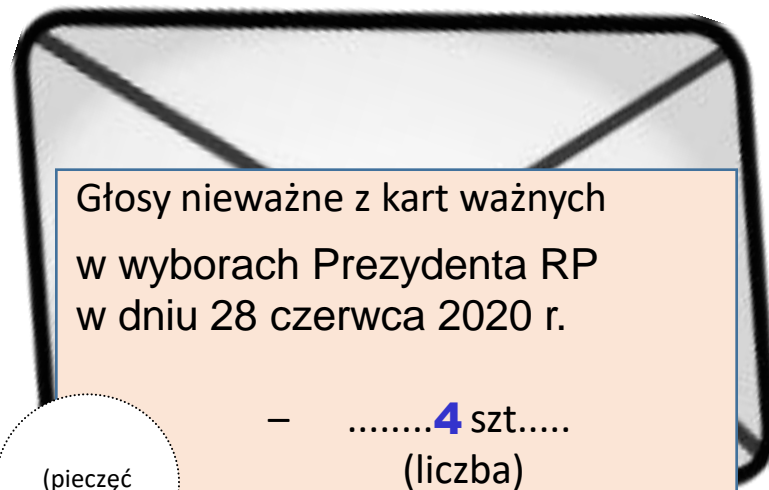 Głosy nieważne z kart ważnych
w wyborach Prezydenta RP
w dniu 28 czerwca 2020 r.
– ........4 szt.....
(liczba)
(pieczęć